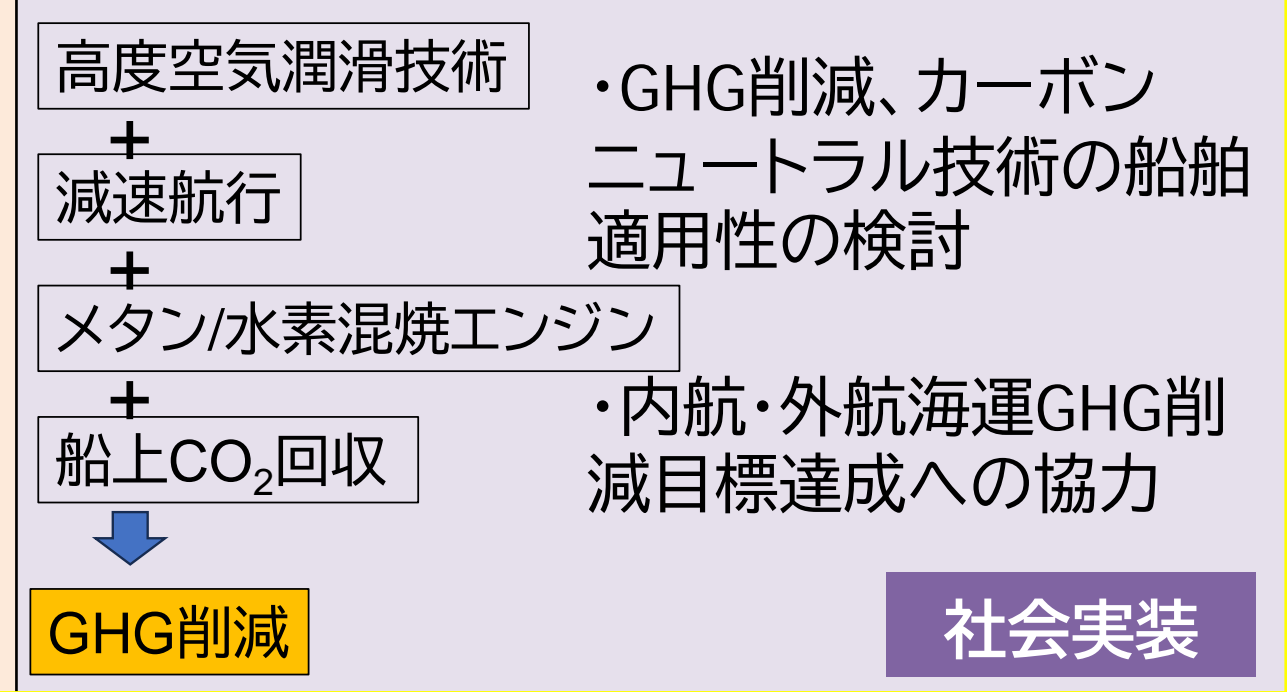 高度空気潤滑技術
+
減速航行
+
メタン/水素混焼エンジン
+
船上CO₂回収
GHG削減
・GHG削減、カーボン
ニュートラル技術の船舶
適用性の検討
・内航・外航海運GHG削
減目標達成への協力
社会実装